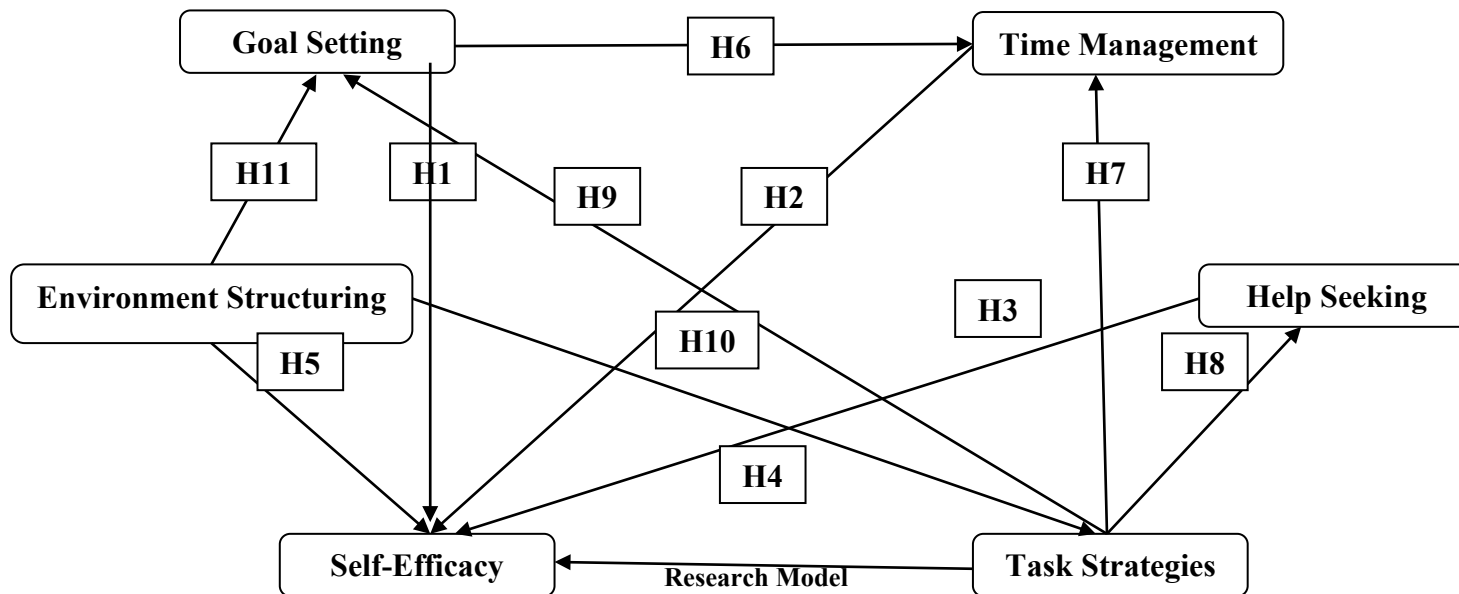 Goal Setting
H6
Time Management
H11
H1
H9
H2
H7
Environment Structuring
Help Seeking
H3
H10
H5
H8
H4
Self-Efficacy
Research Model
Task Strategies